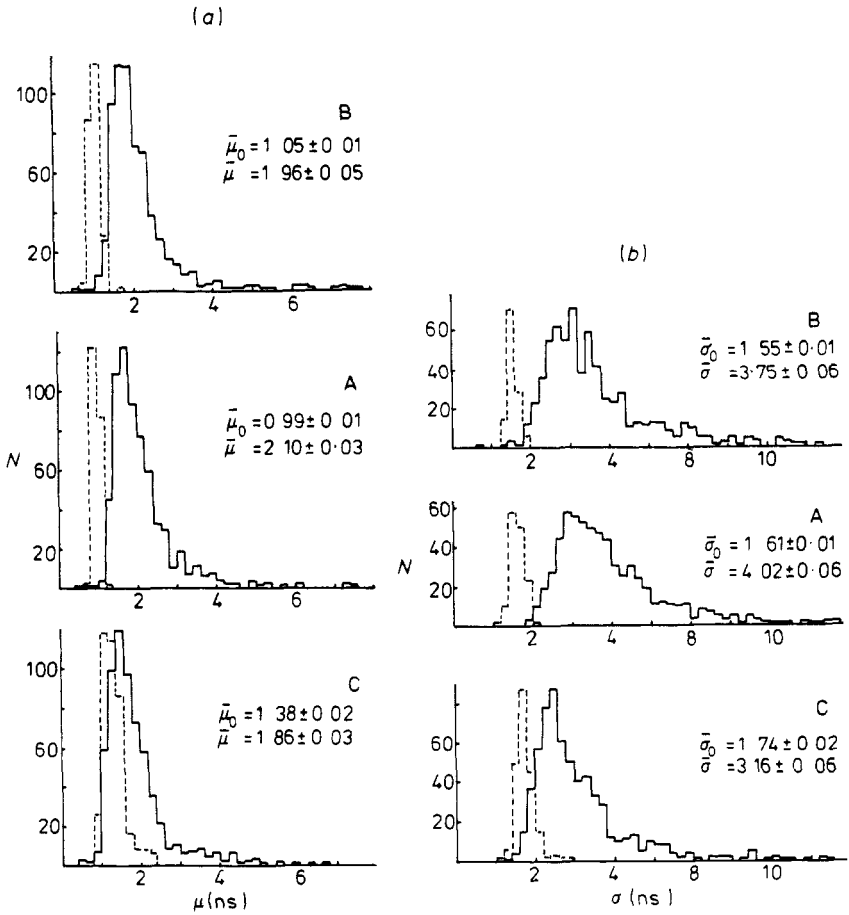 (a)
100
60
20
B
μ̄₀ = 1 05 ± 0 01
μ̄ = 1 96 ± 0 05
2 4 6
100
60
20
N
A
μ̄₀ = 0 99 ± 0 01
μ̄ = 2 10 ± 0·03
2 4 6
100
60
20
C
μ̄₀ = 1 38 ± 0 02
μ̄ = 1 86 ± 0 03
2 4 6
μ(ns)
(b)
60
40
20
B
σ̄₀ = 1 55 ± 0·01
σ̄ = 3·75 ± 0 06
2 4 8 10
60
40
20
N
A
σ̄₀ = 1 61 ± 0·01
σ̄ = 4 02 ± 0·06
2 4 8 10
60
40
20
C
σ̄₀ = 1 74 ± 0 02
σ̄ = 3 16 ± 0 06
2 4 8 10
σ (ns)